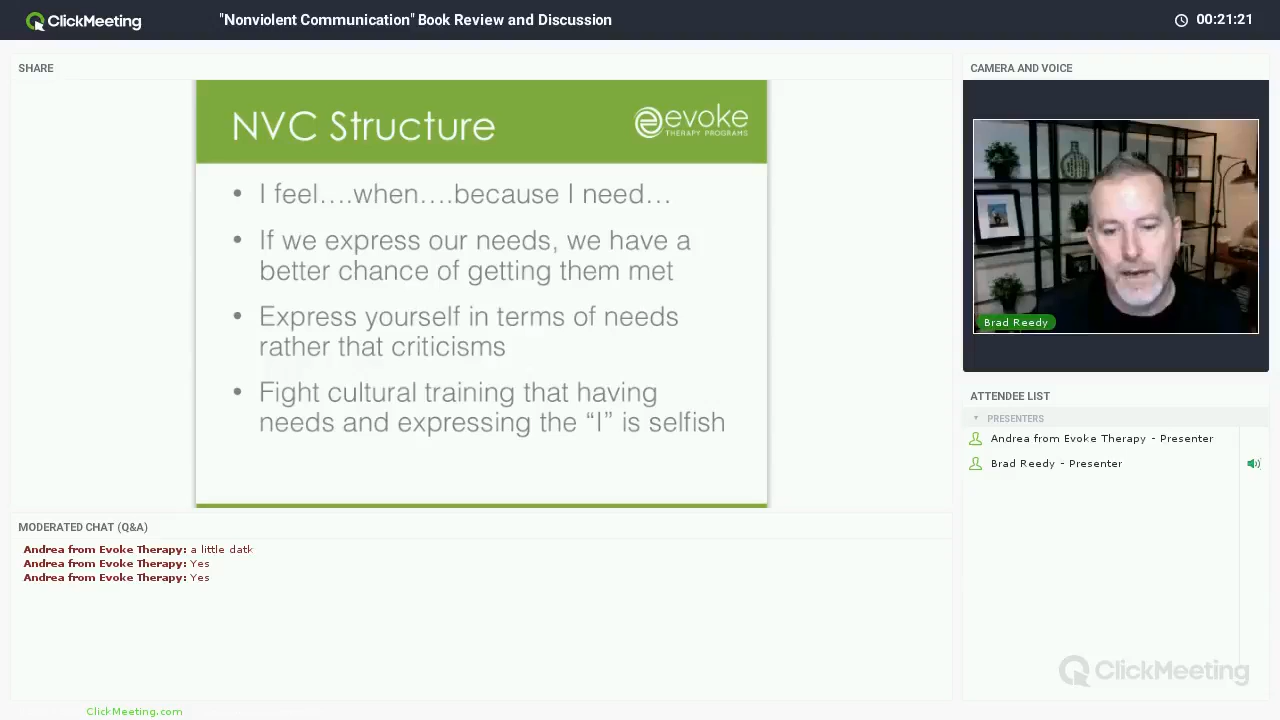 ClickMeeting
"Nonviolent Communication" Book Review and Discussion
00:21:21
SHARE
NVC Structure
evoke
THERAPY PROGRAMS
• I feel....when....because I need...
• If we express our needs, we have a
better chance of getting them met
• Express yourself in terms of needs
rather that criticisms
• Fight cultural training that having
needs and expressing the “I” is selfish
CAMERA AND VOICE
Brad Reedy
ATTENDEE LIST
PRESENTERS
Andrea from Evoke Therapy - Presenter
Brad Reedy - Presenter
MODERATED CHAT (Q&A)
Andrea from Evoke Therapy: a little datk
Andrea from Evoke Therapy: Yes
Andrea from Evoke Therapy: Yes
ClickMeeting
ClickMeeting.com